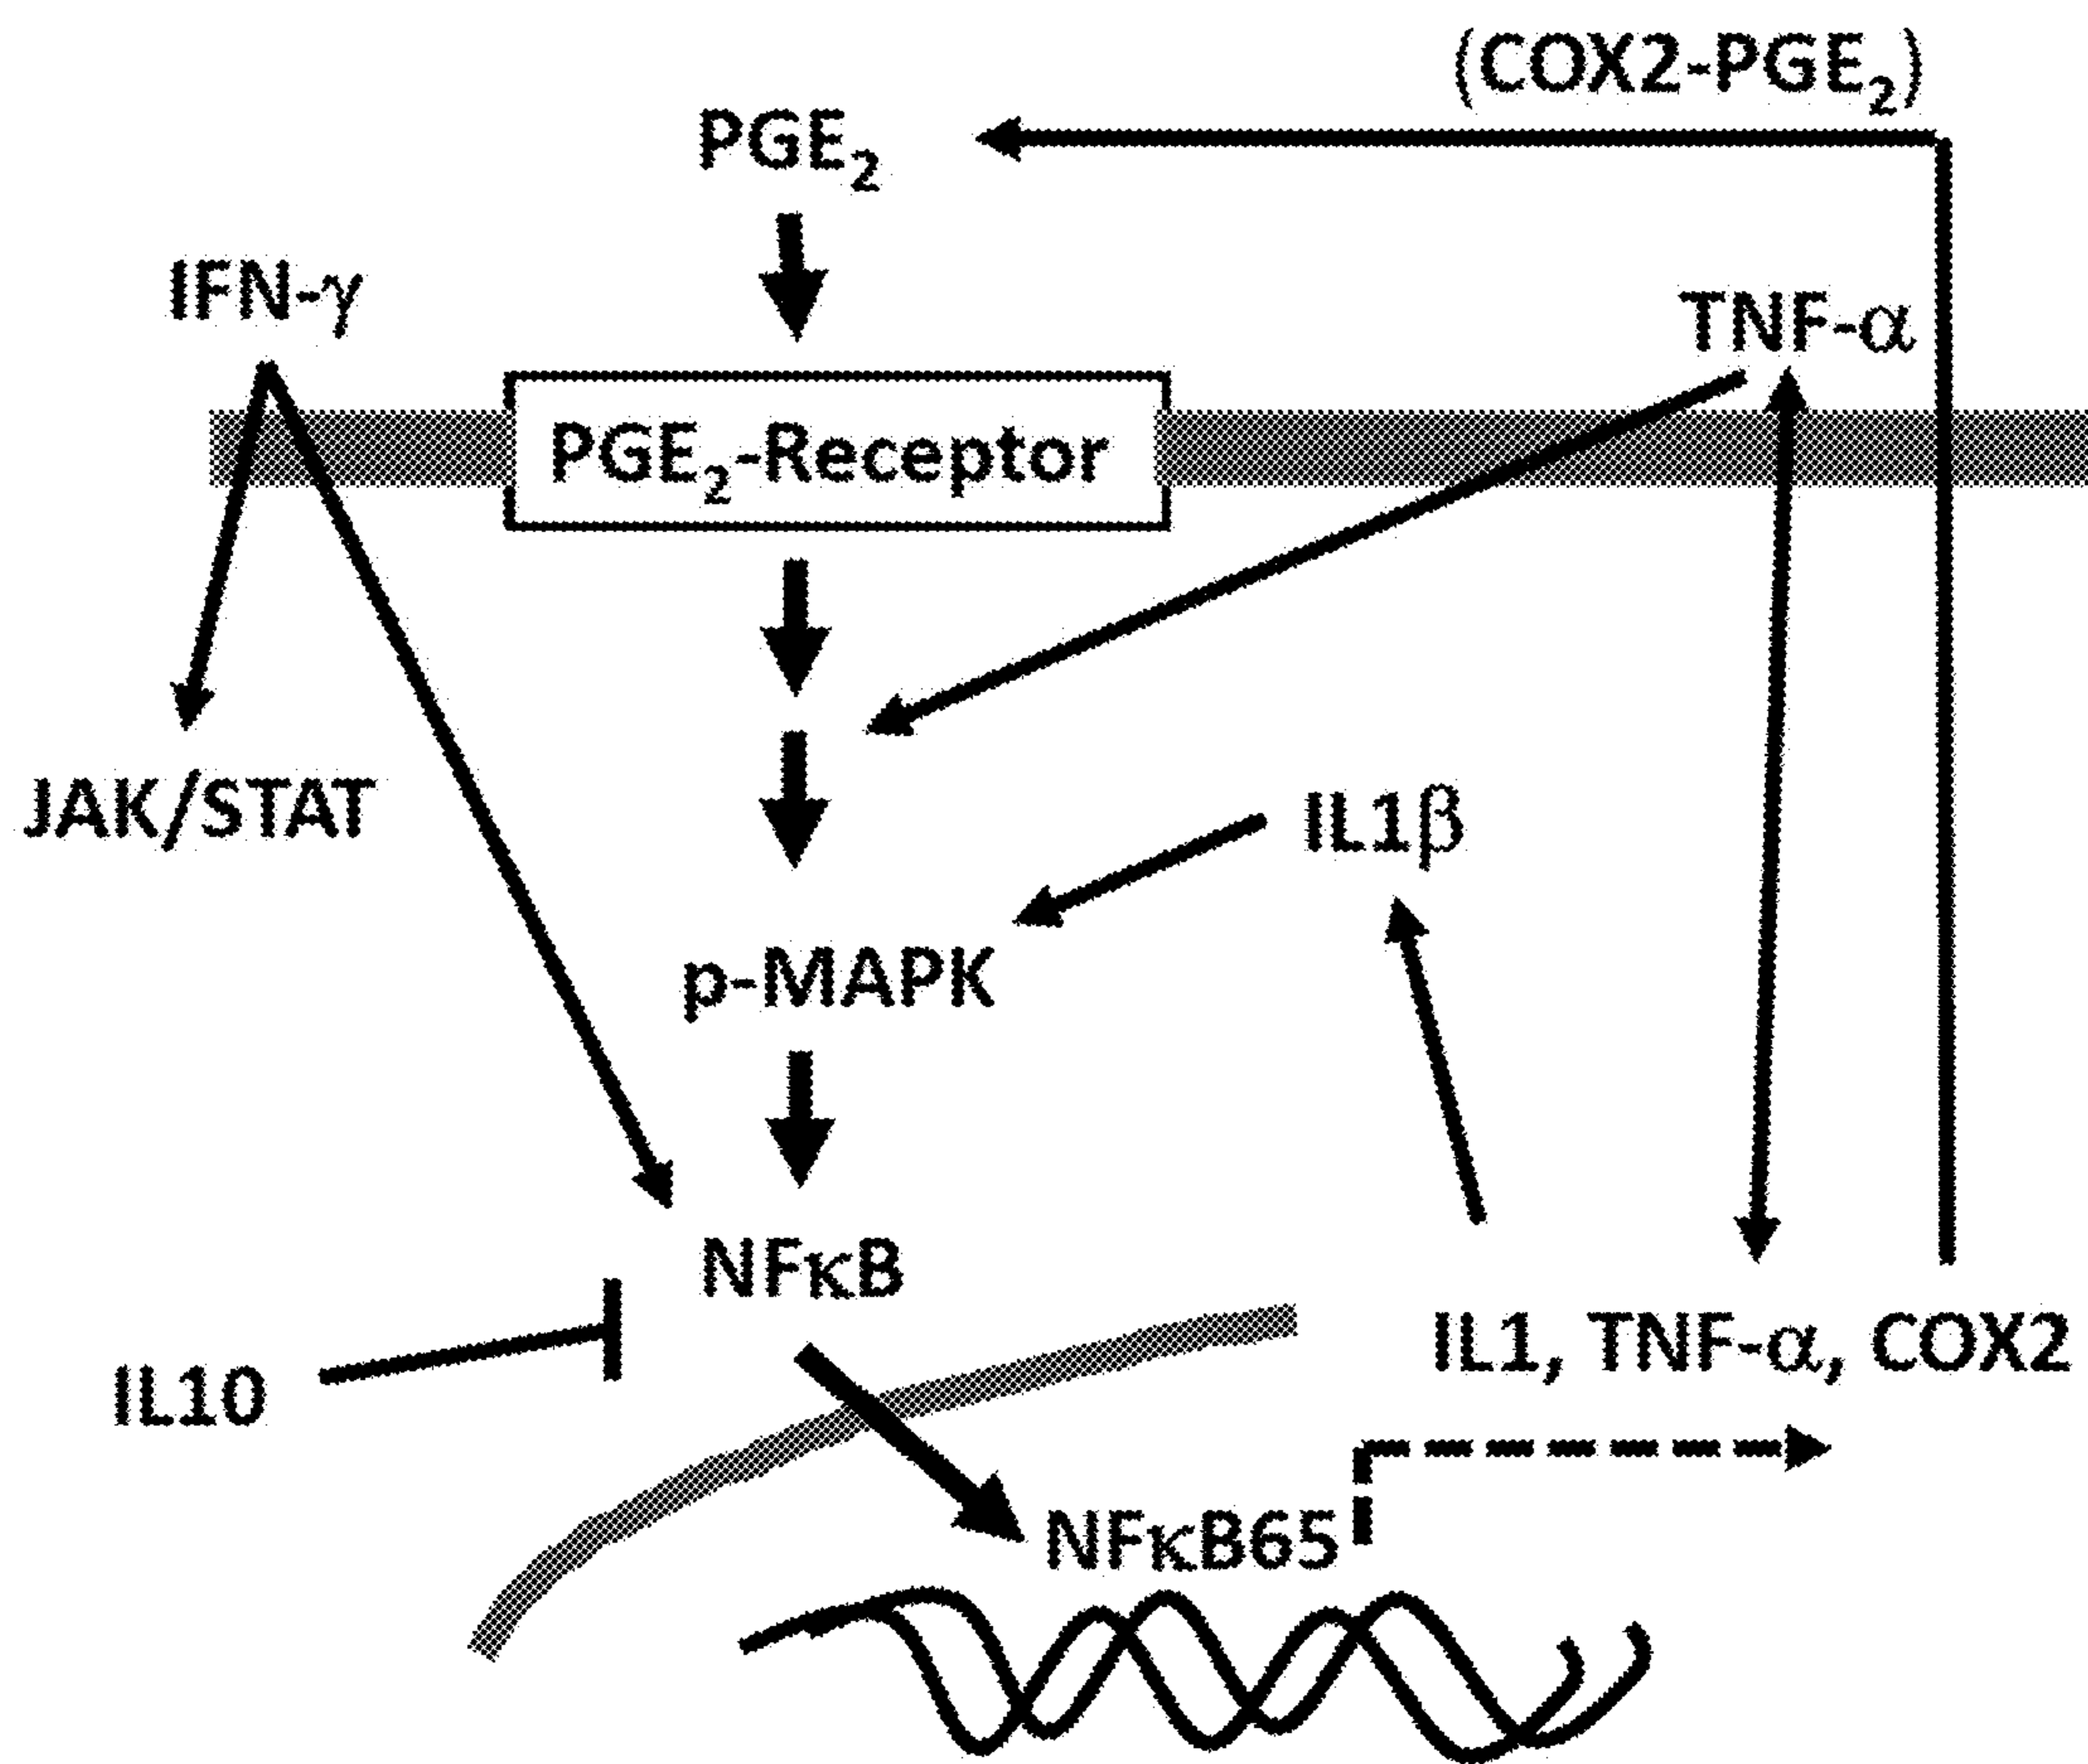 (COX2-PGE₂)
PGE₂
IFN-γ
TNF-α
PGE₂-Receptor
JAK/STAT
IL1β
p-MAPK
NFκB
IL1, TNF-α, COX2
IL10
NFκB65